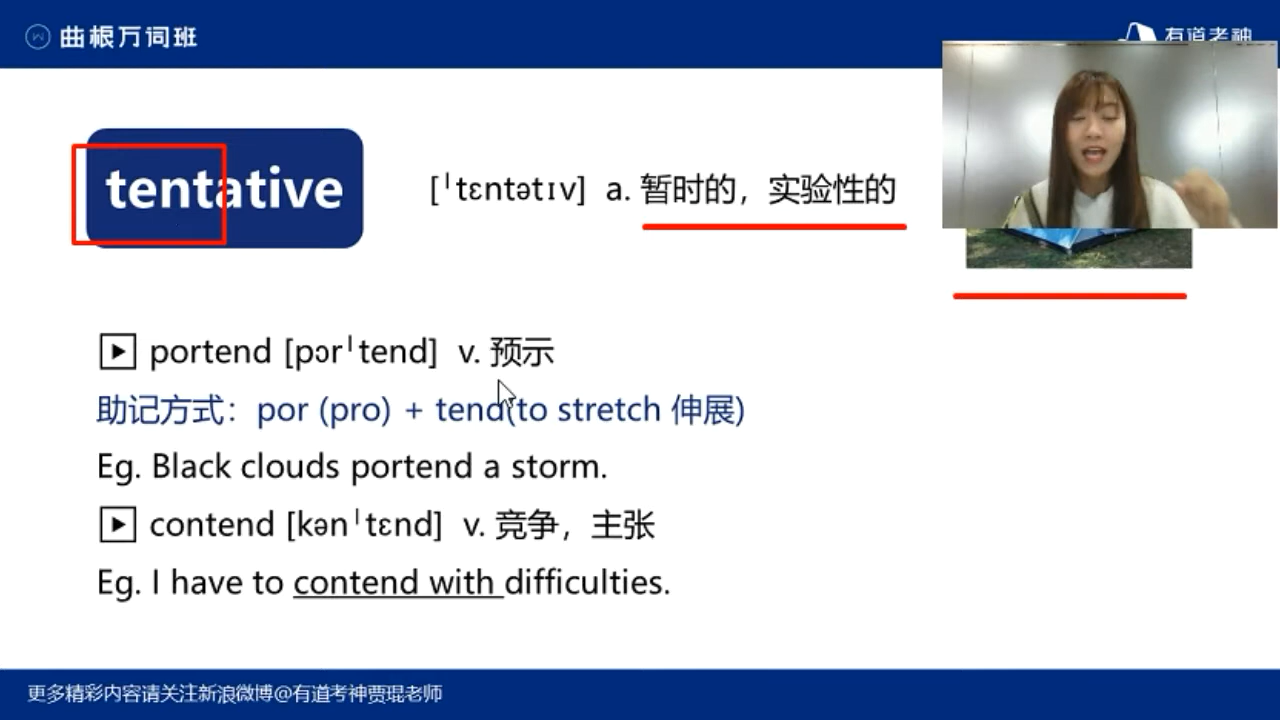 曲根万词班
有道考神
tentative
[ˈtɛntətɪv] a. 暂时的，实验性的
portend [pɔrˈtend] v. 预示
助记方式：por (pro) + tend(to stretch 伸展)
Eg. Black clouds portend a storm.
contend [kənˈtɛnd] v. 竞争，主张
Eg. I have to contend with difficulties.
更多精彩内容请关注新浪微博@有道考神贾琨老师